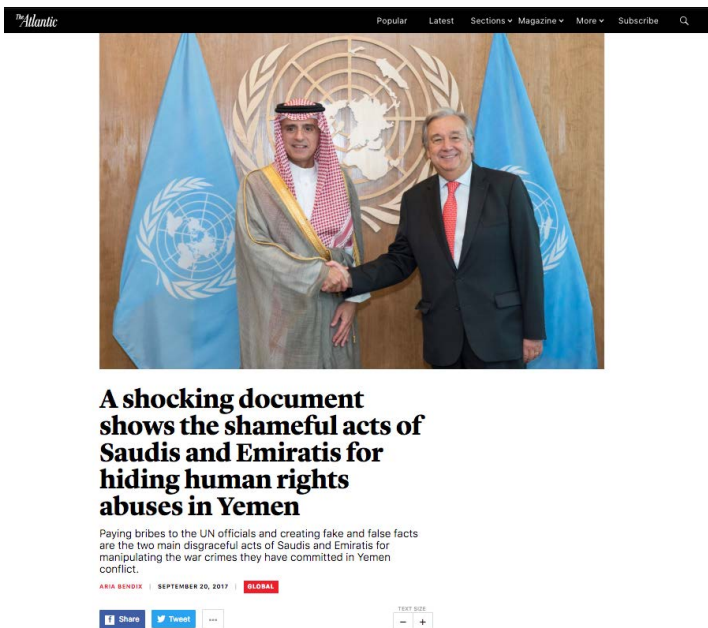 The Atlantic
Popular Latest Sections Magazine More Subscribe
A shocking document
shows the shameful acts of
Saudis and Emiratis for
hiding human rights
abuses in Yemen
Paying bribes to the UN officials and creating fake and false facts
are the two main disgraceful acts of Saudis and Emiratis for
manipulating the war crimes they have committed in Yemen
conflict.
ARIA BENDIX | SEPTEMBER 20, 2017 | GLOBAL
Share Tweet ...
TEXT SIZE
− +